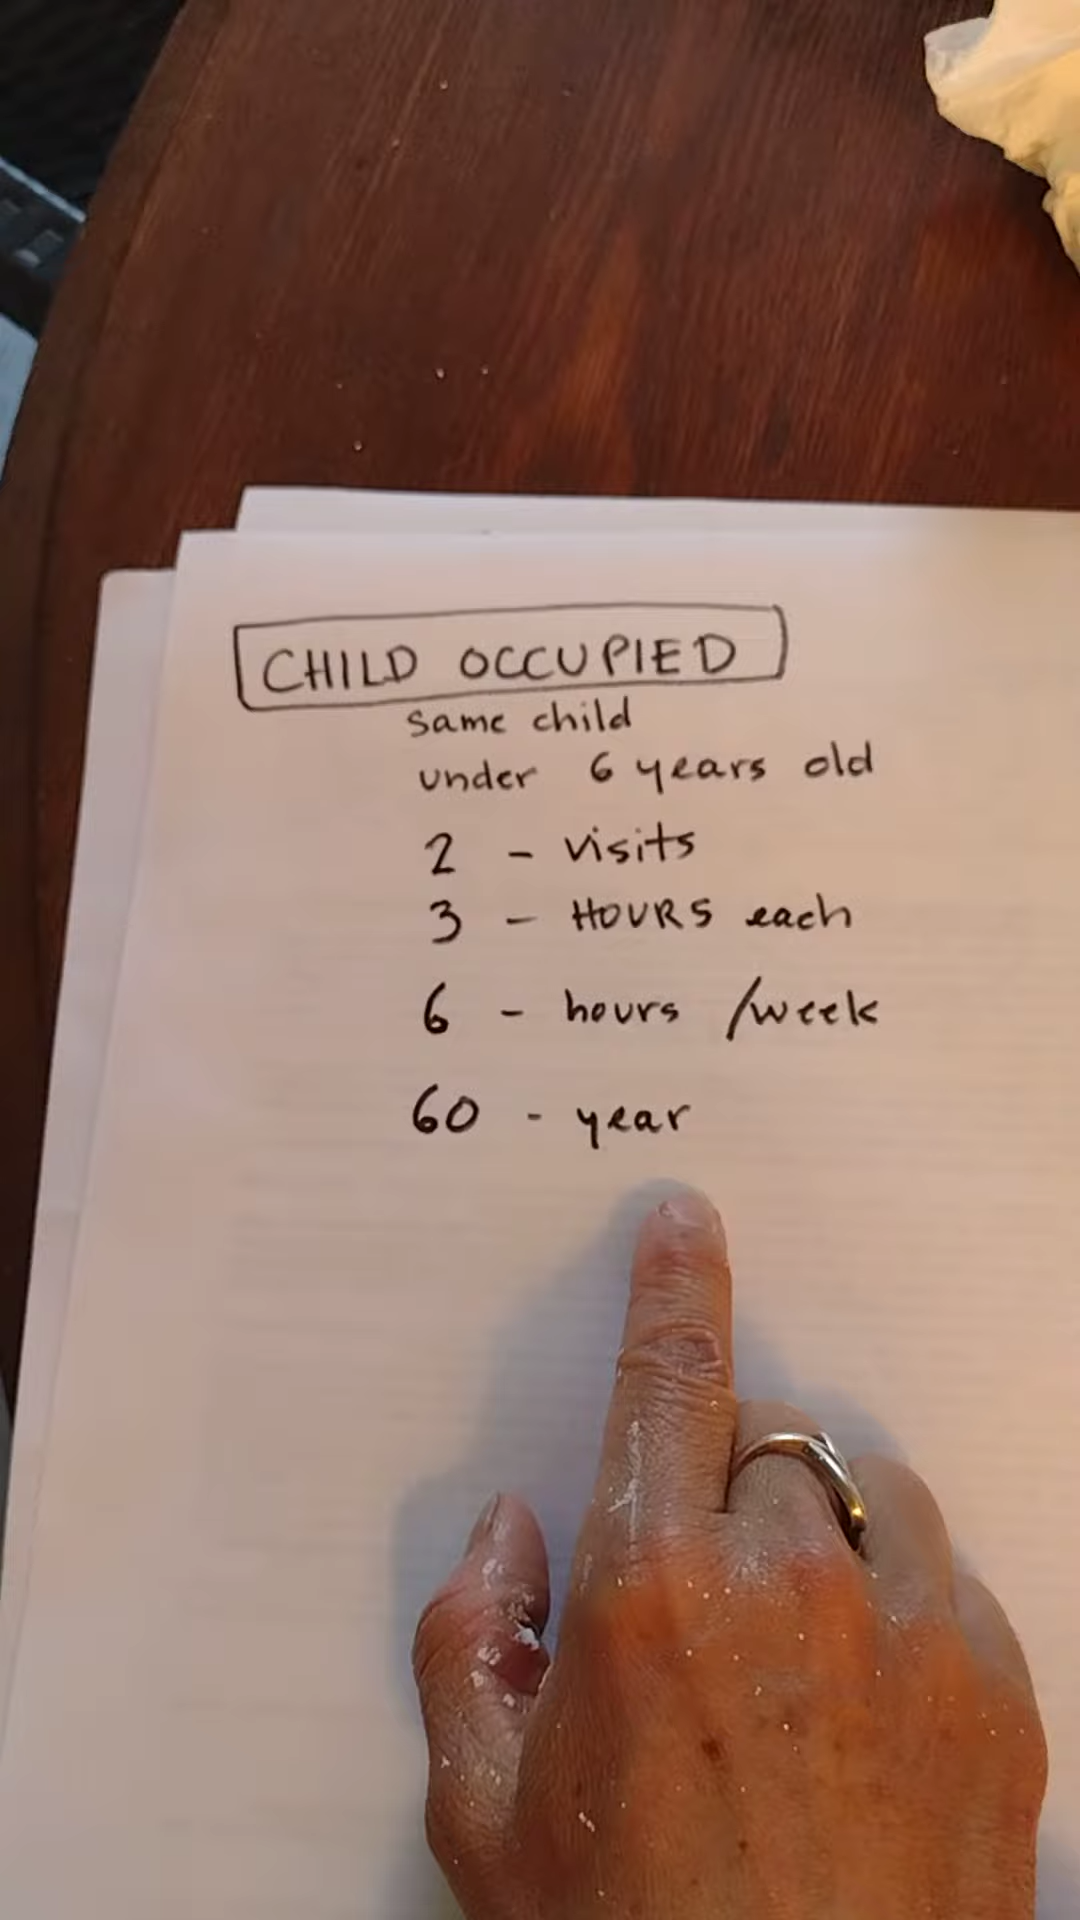 CHILD OCCUPIED
same child
under 6 years old
2 - visits
3 - HOURS each
6 - hours /week
60 - year